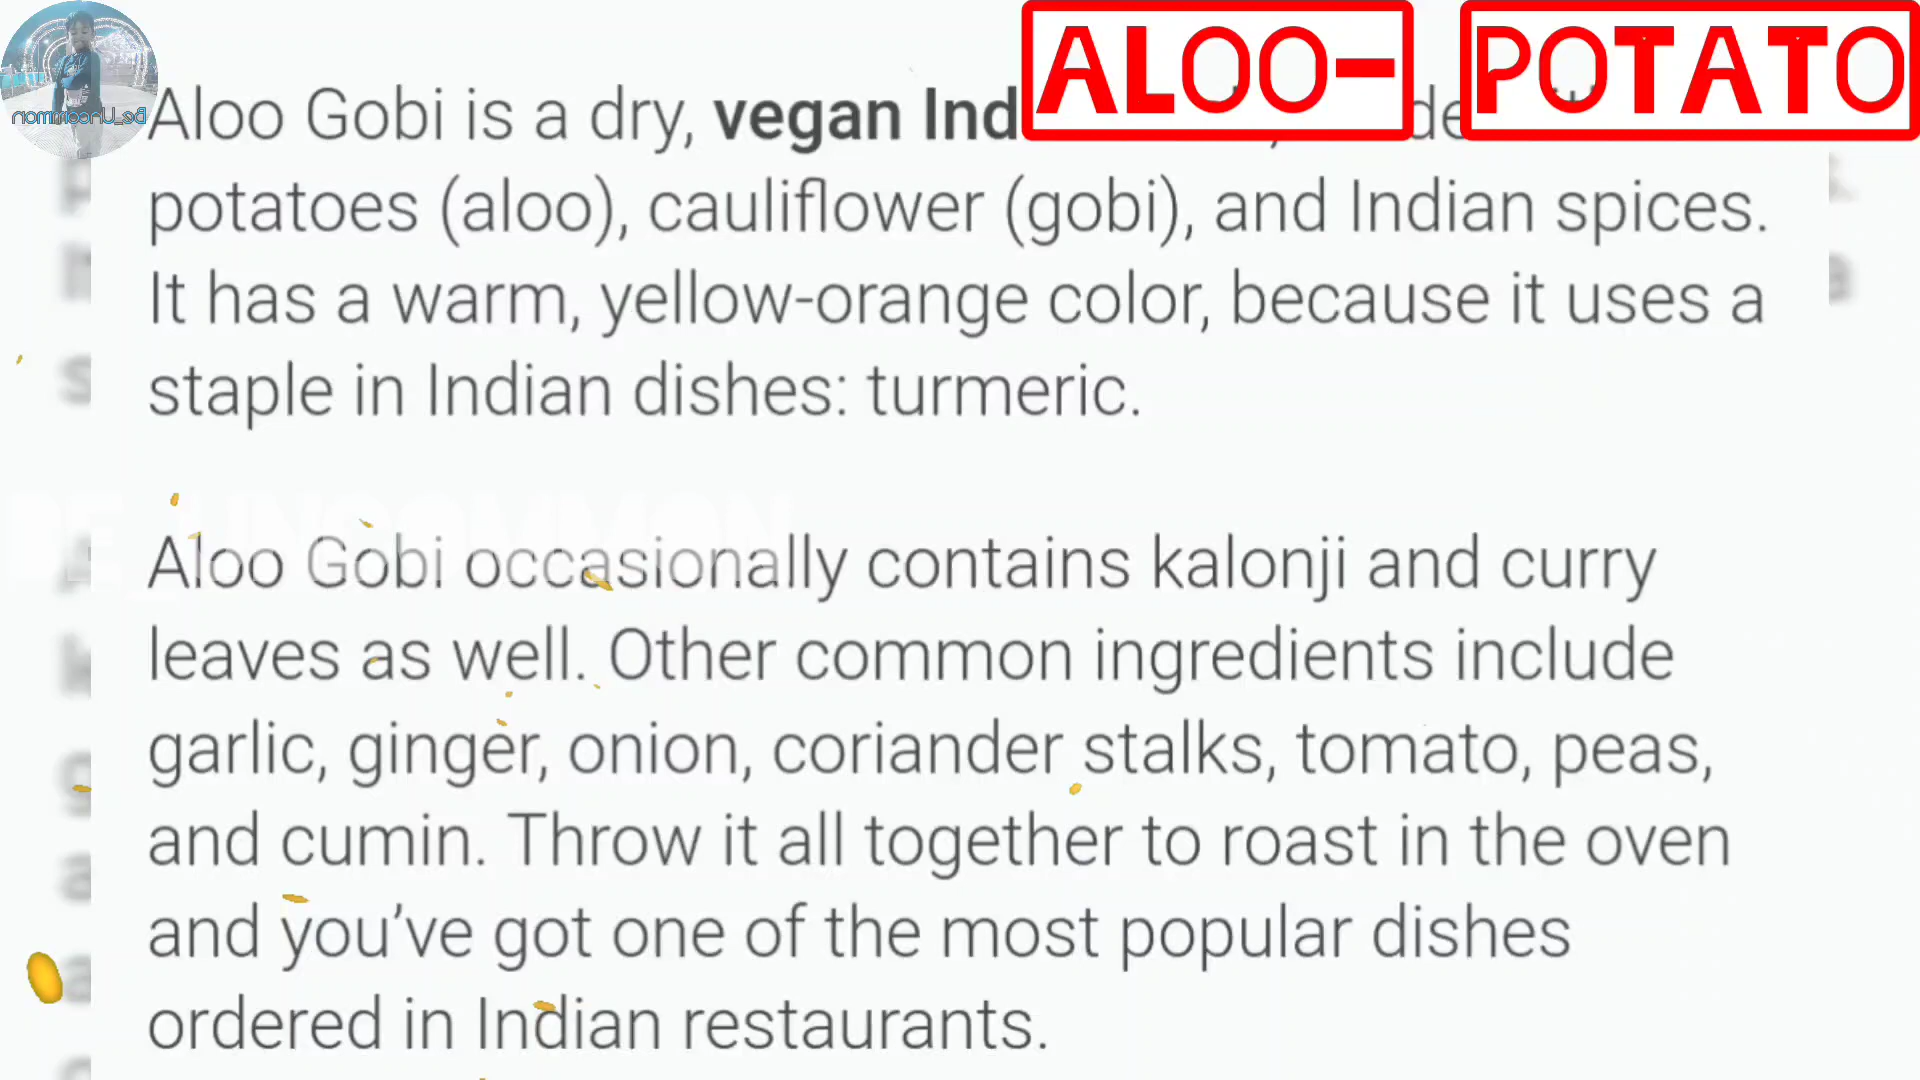 ALOO- POTATO
Be_Uncommon
Aloo Gobi is a dry, vegan Ind
potatoes (aloo), cauliflower (gobi), and Indian spices.
It has a warm, yellow-orange color, because it uses a
staple in Indian dishes: turmeric.
BE_UNCOMMON
Aloo Gobi occasionally contains kalonji and curry
leaves as well. Other common ingredients include
garlic, ginger, onion, coriander stalks, tomato, peas,
and cumin. Throw it all together to roast in the oven
and you’ve got one of the most popular dishes
ordered in Indian restaurants.